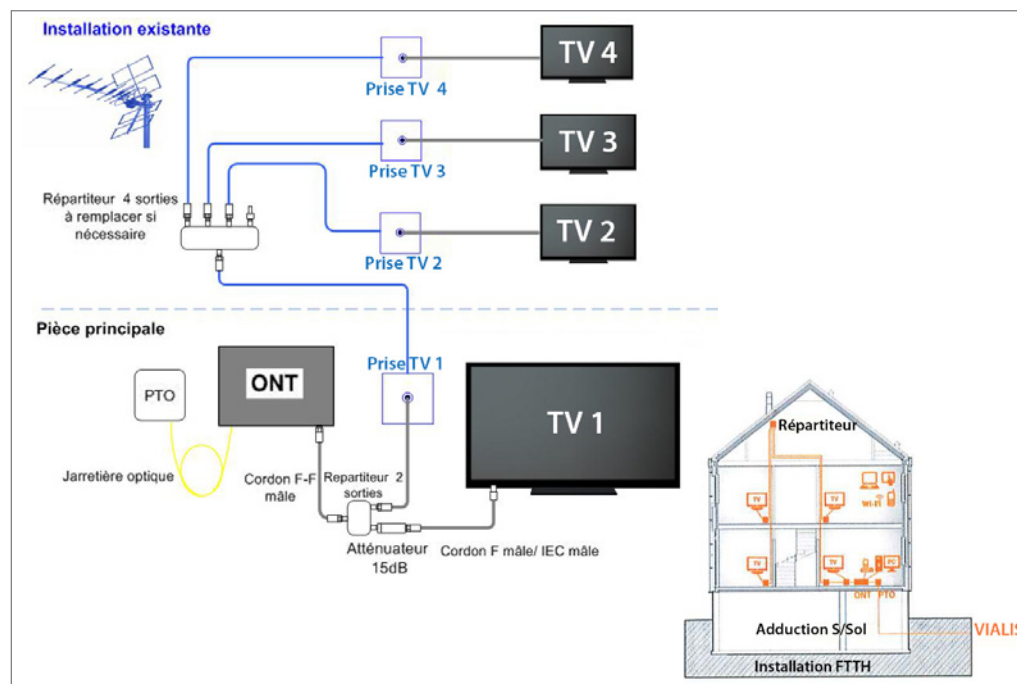 Installation existante
TV 4
Prise TV 4
TV 3
Prise TV 3
Répartiteur 4 sorties
à remplacer si
nécessaire
TV 2
Prise TV 2
Pièce principale
Prise TV 1
ONT
PTO
TV 1
Jarretière optique
Cordon F-F
mâle
Repartiteur 2
sorties
Atténuateur
15dB
Cordon F mâle/ IEC mâle
Répartiteur
TV
TV
WI-FI
TV
TV
PC
ONT
PTO
Adduction S/Sol
VIALIS
Installation FTTH